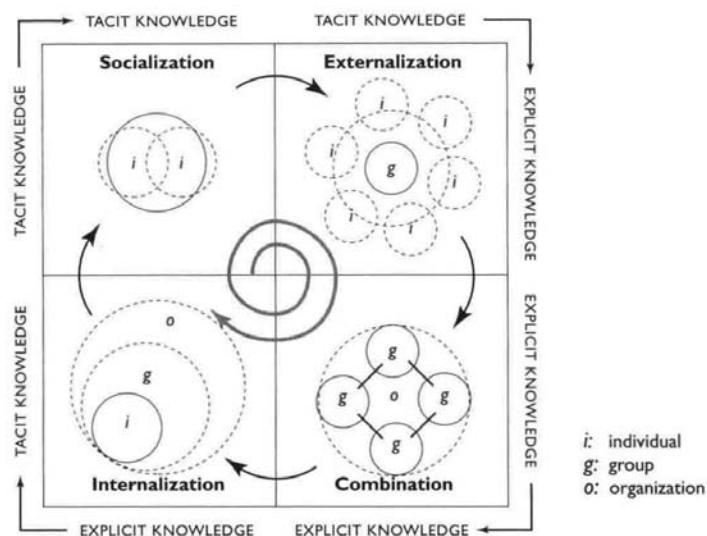 TACIT KNOWLEDGE TACIT KNOWLEDGE
Socialization Externalization
TACIT KNOWLEDGE
i i
i
i
i
i
i
i
g
EXPLICIT KNOWLEDGE
TACIT KNOWLEDGE
o
g
i
Internalization
g
g o g
g
Combination
EXPLICIT KNOWLEDGE
EXPLICIT KNOWLEDGE EXPLICIT KNOWLEDGE
i: individual
g: group
o: organization